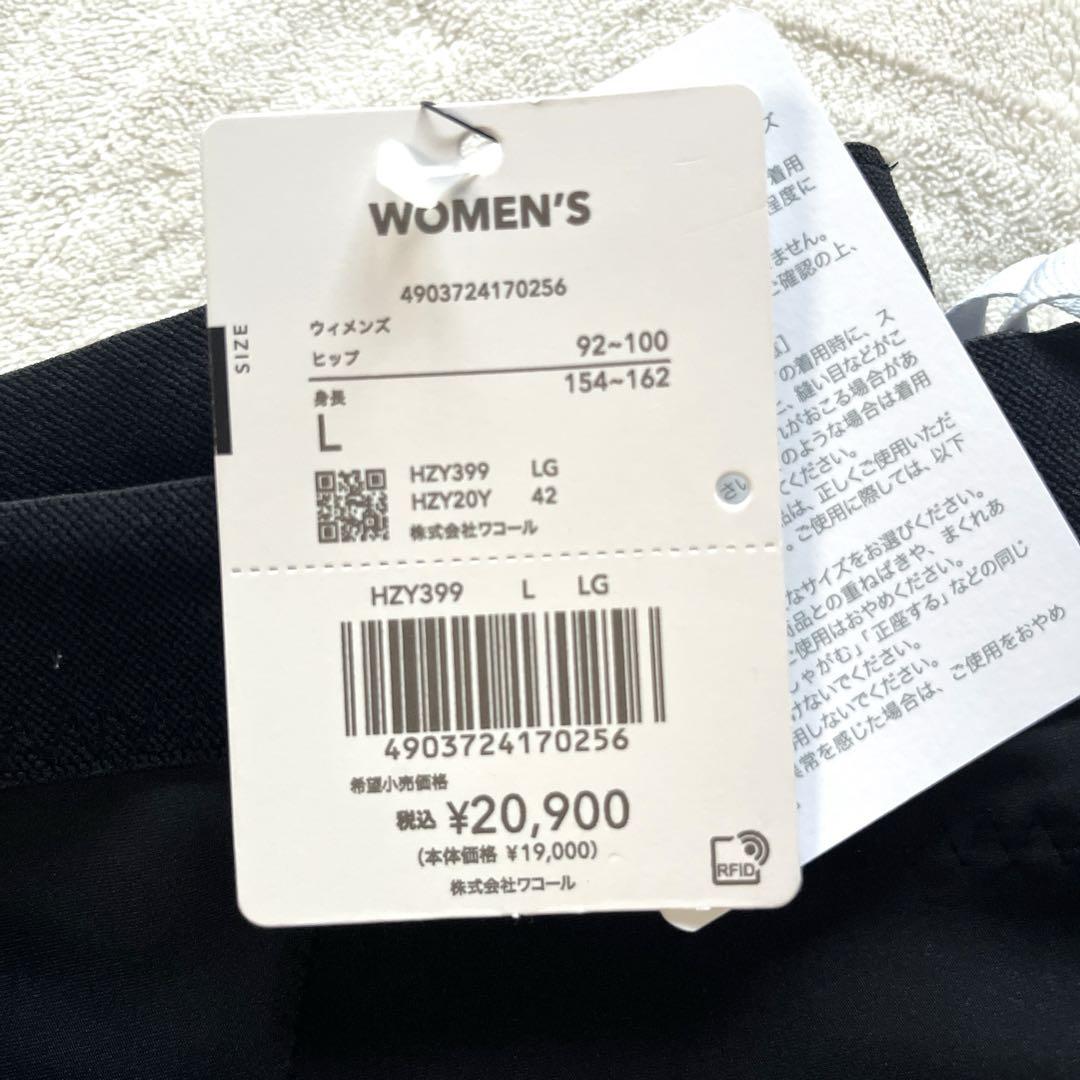 WOMEN'S
4903724170256
SIZE
ウィメンズ
ヒップ 92~100
身長 154~162
L
HZY399 LG
HZY20Y 42
株式会社ワコール
HZY399 L LG
4903724170256
希望小売価格
税込 ¥20,900
(本体価格 ¥19,000)
株式会社ワコール
RFID
ズ
着用
程度に
ません。
ご確認の上、
]
の着用時に、ス
、縫い目などがこ
がおこる場合があ
のような場合は着用
ください。
品は、正しくご使用いただ
。ご使用に際しては、以下
さい
なサイズをお選びください。
商品との重ねばきや、まくれあ
ご使用はおやめください。
しゃがむ」「正座する」などの同じ
けないでください。
用しないでください。
異常を感じた場合は、ご使用をおやめ